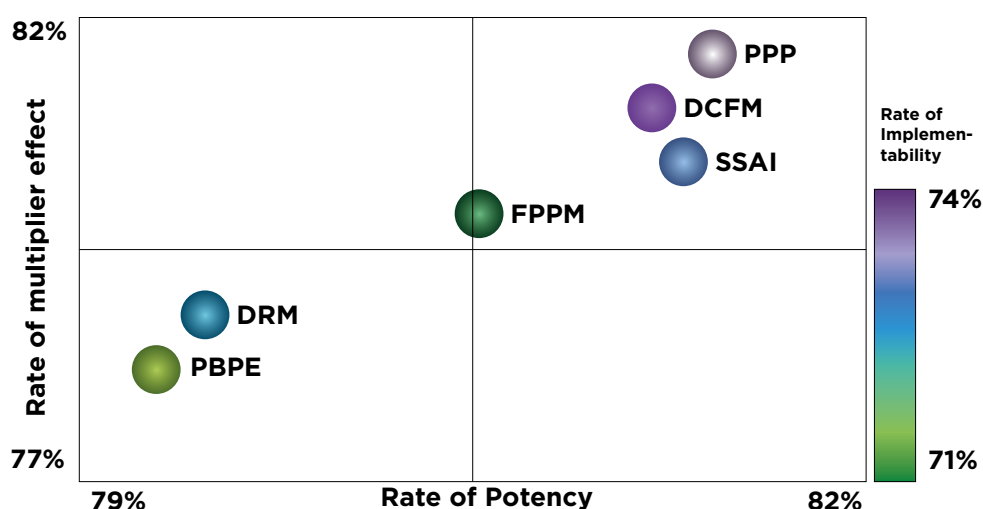 82%
Rate of multiplier effect
77%
PPP
DCFM
SSAI
FPPM
DRM
PBPE
79%
Rate of Potency
82%
Rate of
Implemen-
tability
74%
71%